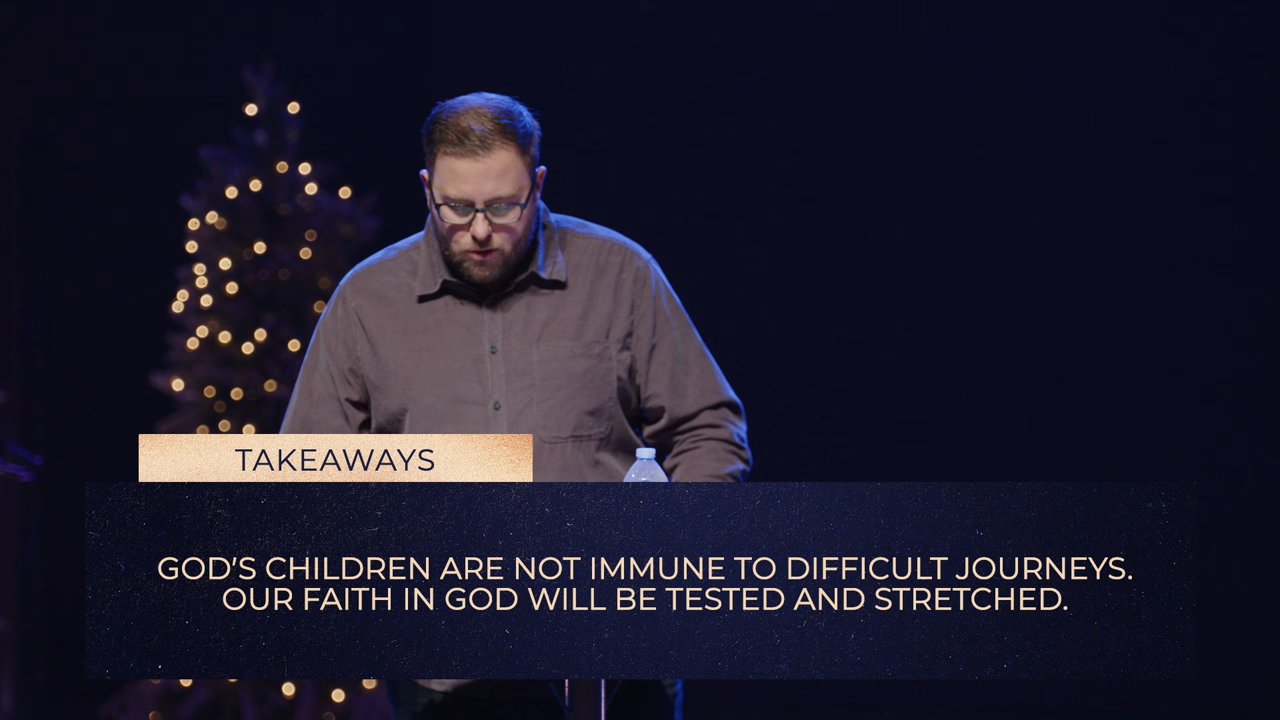 TAKEAWAYS
GOD'S CHILDREN ARE NOT IMMUNE TO DIFFICULT JOURNEYS.
OUR FAITH IN GOD WILL BE TESTED AND STRETCHED.